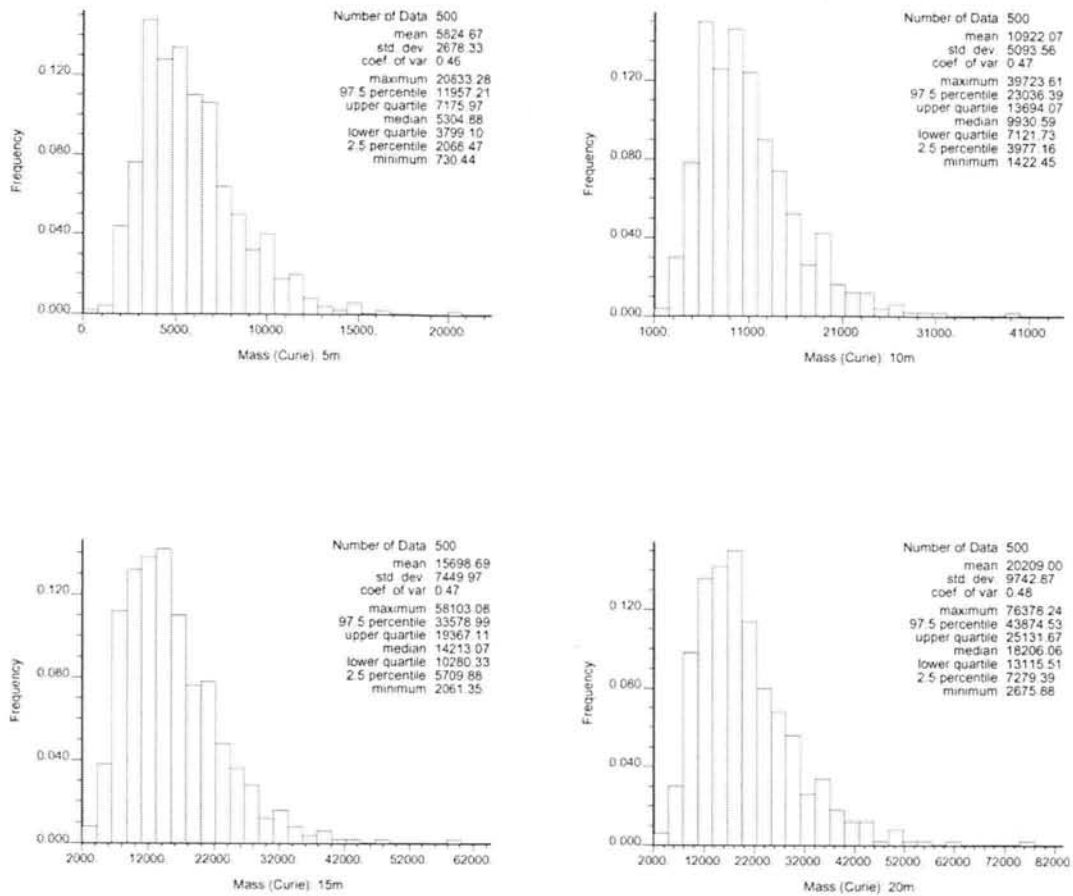 Number of Data 500
mean 5824.67
std. dev. 2678.33
coef. of var 0.46
maximum 20833.28
97.5 percentile 11957.21
upper quartile 7175.97
median 5304.88
lower quartile 3799.10
2.5 percentile 2068.47
minimum 730.44
Frequency
0.120
0.080
0.040
0.000
0. 5000. 10000. 15000. 20000.
Mass (Curie) 5m
Number of Data 500
mean 10922.07
std. dev. 5093.56
coef. of var 0.47
maximum 39723.61
97.5 percentile 23036.39
upper quartile 13694.07
median 9930.59
lower quartile 7121.73
2.5 percentile 3977.16
minimum 1422.45
Frequency
0.120
0.080
0.040
0.000
1000. 11000. 21000. 31000. 41000.
Mass (Curie) 10m
Number of Data 500
mean 15698.69
std. dev. 7449.97
coef. of var 0.47
maximum 58103.08
97.5 percentile 33578.99
upper quartile 19367.11
median 14213.07
lower quartile 10280.33
2.5 percentile 5709.88
minimum 2061.35
Frequency
0.120
0.080
0.040
0.000
2000. 12000. 22000. 32000. 42000. 52000. 62000.
Mass (Curie) 15m
Number of Data 500
mean 20209.00
std. dev. 9742.87
coef. of var 0.48
maximum 76378.24
97.5 percentile 43874.53
upper quartile 25131.67
median 18206.06
lower quartile 13115.51
2.5 percentile 7279.39
minimum 2675.88
Frequency
0.120
0.080
0.040
0.000
2000. 12000. 22000. 32000. 42000. 52000. 62000. 72000. 82000.
Mass (Curie) 20m